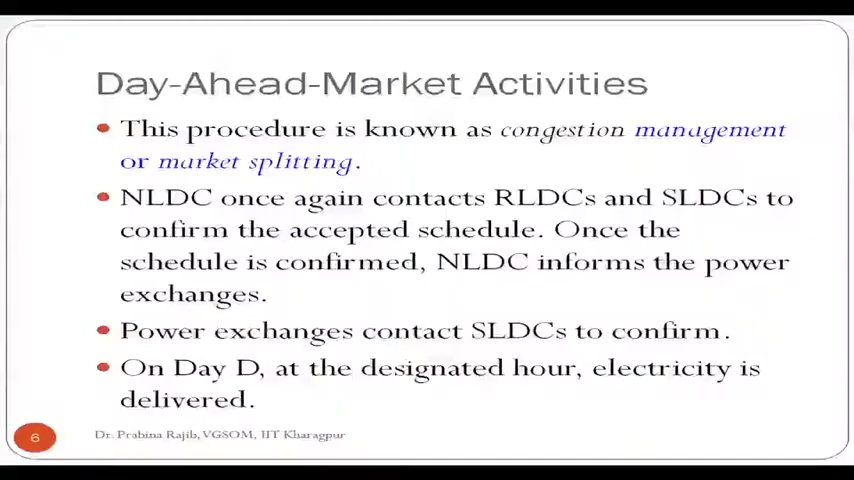 Day-Ahead-Market Activities
This procedure is known as congestion management
or market splitting.
NLDC once again contacts RLDCs and SLDCs to
confirm the accepted schedule. Once the
schedule is confirmed, NLDC informs the power
exchanges.
Power exchanges contact SLDCs to confirm.
On Day D, at the designated hour, electricity is
delivered.
6
Dr. Prabina Rajib, VGSOM, IIT Kharagpur